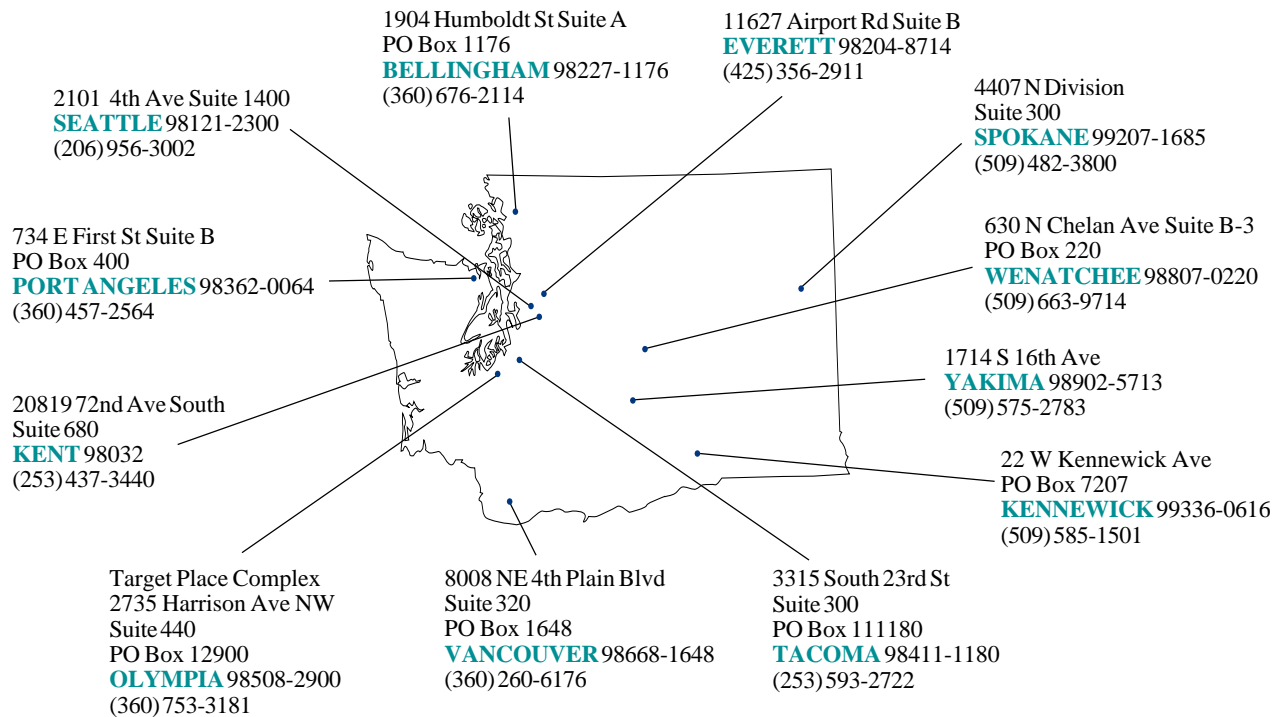 1904 Humboldt St Suite A
PO Box 1176
BELLINGHAM 98227-1176
(360) 676-2114
11627 Airport Rd Suite B
EVERETT 98204-8714
(425) 356-2911
2101 4th Ave Suite 1400
SEATTLE 98121-2300
(206) 956-3002
4407 N Division
Suite 300
SPOKANE 99207-1685
(509) 482-3800
734 E First St Suite B
PO Box 400
PORT ANGELES 98362-0064
(360) 457-2564
630 N Chelan Ave Suite B-3
PO Box 220
WENATCHEE 98807-0220
(509) 663-9714
1714 S 16th Ave
YAKIMA 98902-5713
(509) 575-2783
20819 72nd Ave South
Suite 680
KENT 98032
(253) 437-3440
22 W Kennewick Ave
PO Box 7207
KENNEWICK 99336-0616
(509) 585-1501
Target Place Complex
2735 Harrison Ave NW
Suite 440
PO Box 12900
OLYMPIA 98508-2900
(360) 753-3181
8008 NE 4th Plain Blvd
Suite 320
PO Box 1648
VANCOUVER 98668-1648
(360) 260-6176
3315 South 23rd St
Suite 300
PO Box 111180
TACOMA 98411-1180
(253) 593-2722